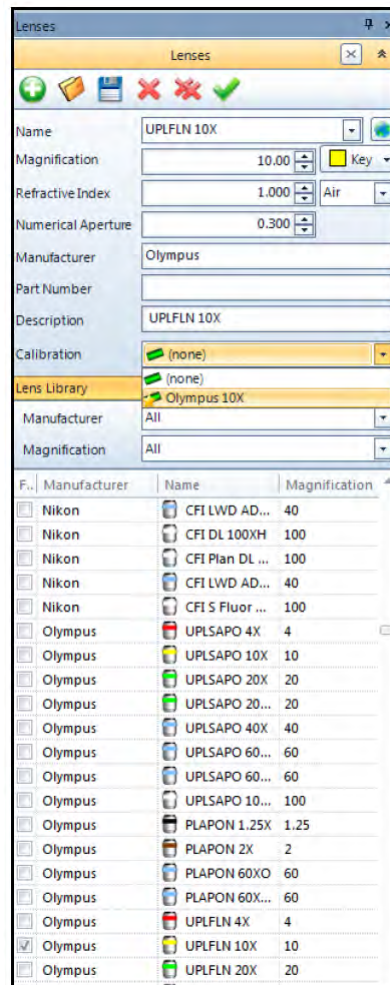 Lenses
Lenses
Name UPLFLN 10X
Magnification 10.00 Key
Refractive Index 1.000 Air
Numerical Aperture 0.300
Manufacturer Olympus
Part Number
Description UPLFLN 10X
Calibration (none)
(none)
Lens Library
Olympus 10X
Manufacturer All
Magnification All
F.. Manufacturer Name Magnification
Nikon CFI LWD AD... 40
Nikon CFI DL 100XH 100
Nikon CFI Plan DL ... 100
Nikon CFI LWD AD... 40
Nikon CFI S Fluor ... 100
Olympus UPLSAPO 4X 4
Olympus UPLSAPO 10X 10
Olympus UPLSAPO 20X 20
Olympus UPLSAPO 20... 20
Olympus UPLSAPO 40X 40
Olympus UPLSAPO 60... 60
Olympus UPLSAPO 60... 60
Olympus UPLSAPO 10... 100
Olympus PLAPON 1.25X 1.25
Olympus PLAPON 2X 2
Olympus PLAPON 60XO 60
Olympus PLAPON 60X... 60
Olympus UPLFLN 4X 4
Olympus UPLFLN 10X 10
Olympus UPLFLN 20X 20